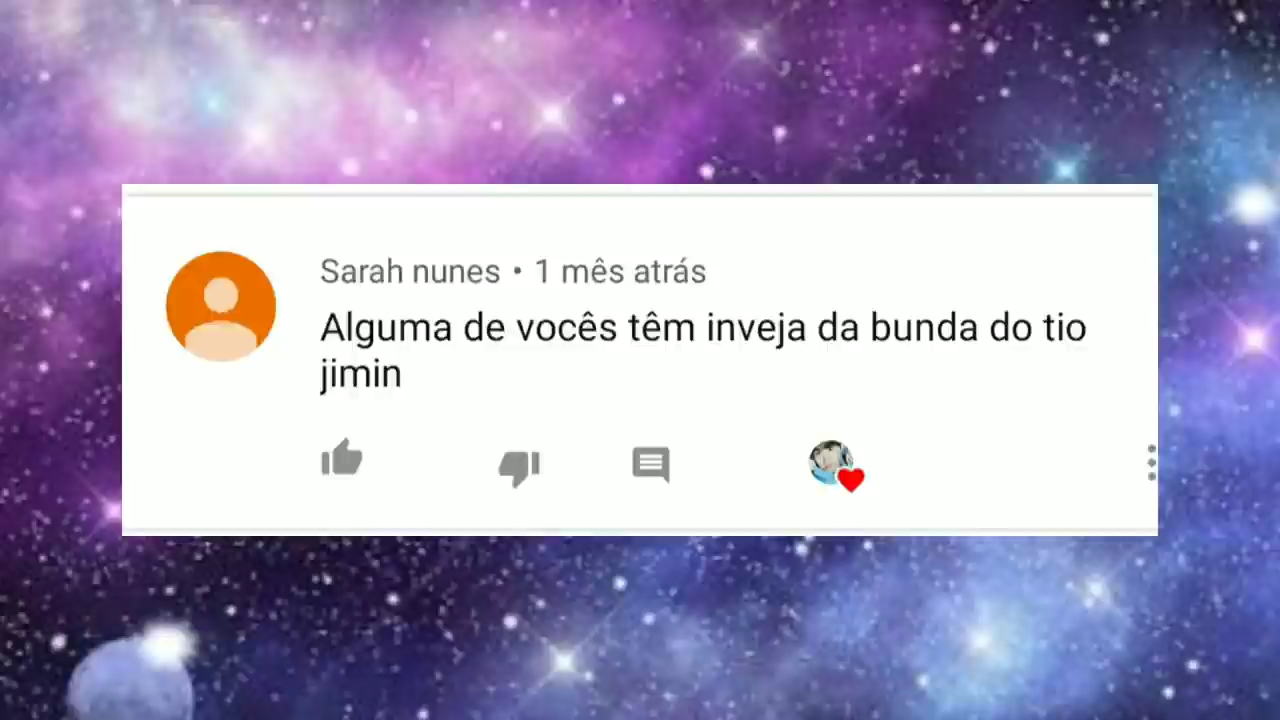 Sarah nunes • 1 mês atrás
Alguma de vocês têm inveja da bunda do tio
jimin